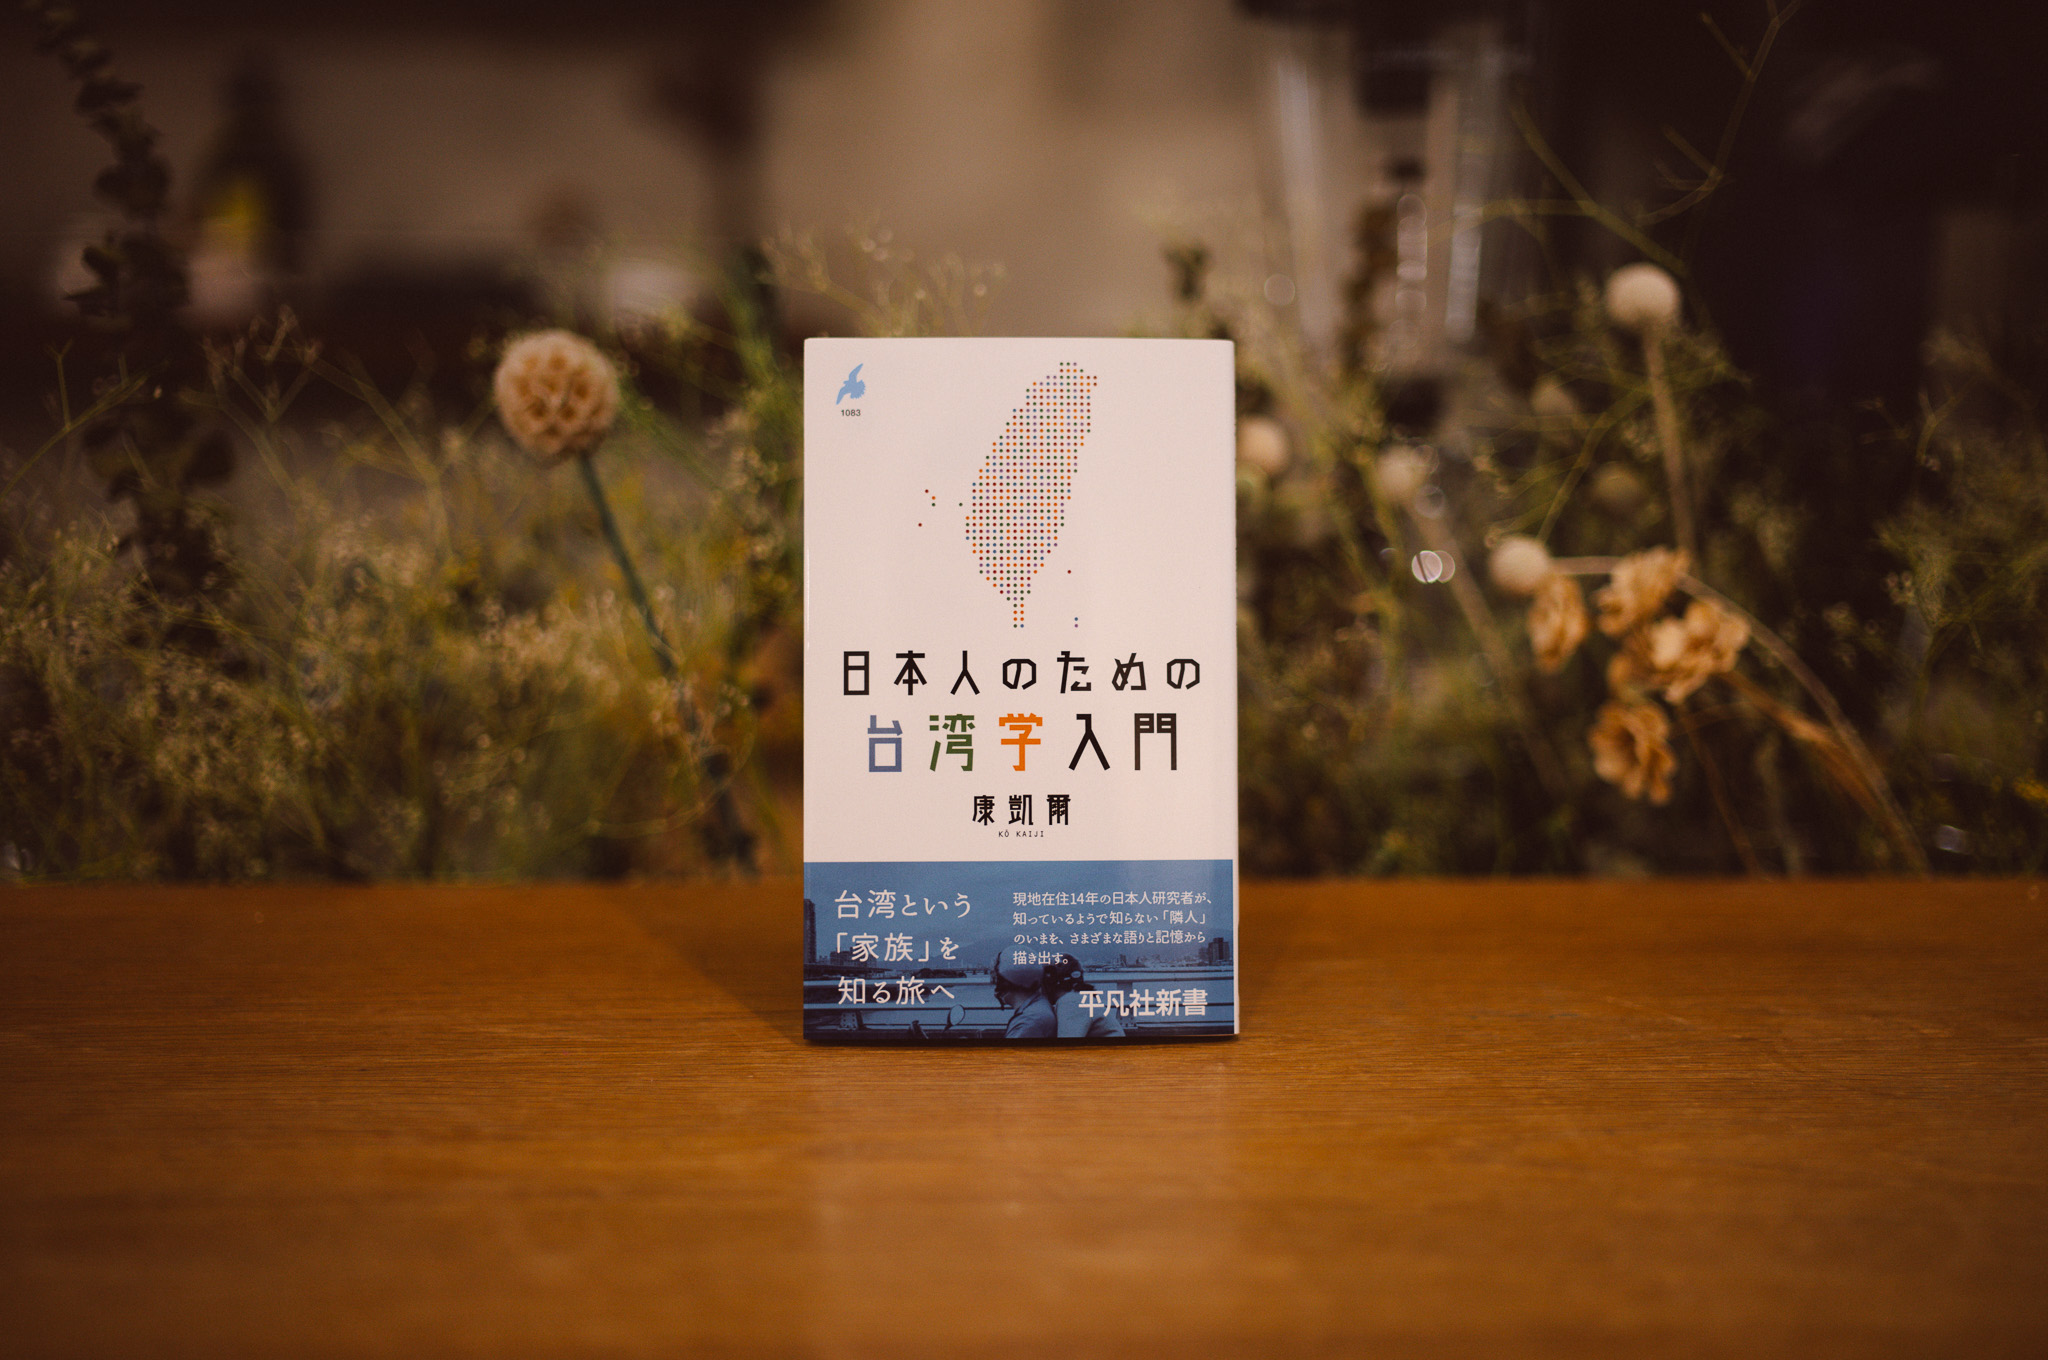 1083
日本人のための
台湾学入門
康凱爾
KŌ KAIJI
台湾という
「家族」を
知る旅へ
現地在住14年の日本人研究者が、
知っているようで知らない「隣人」
のいまを、さまざまな語りと記憶から
描き出す。
平凡社新書